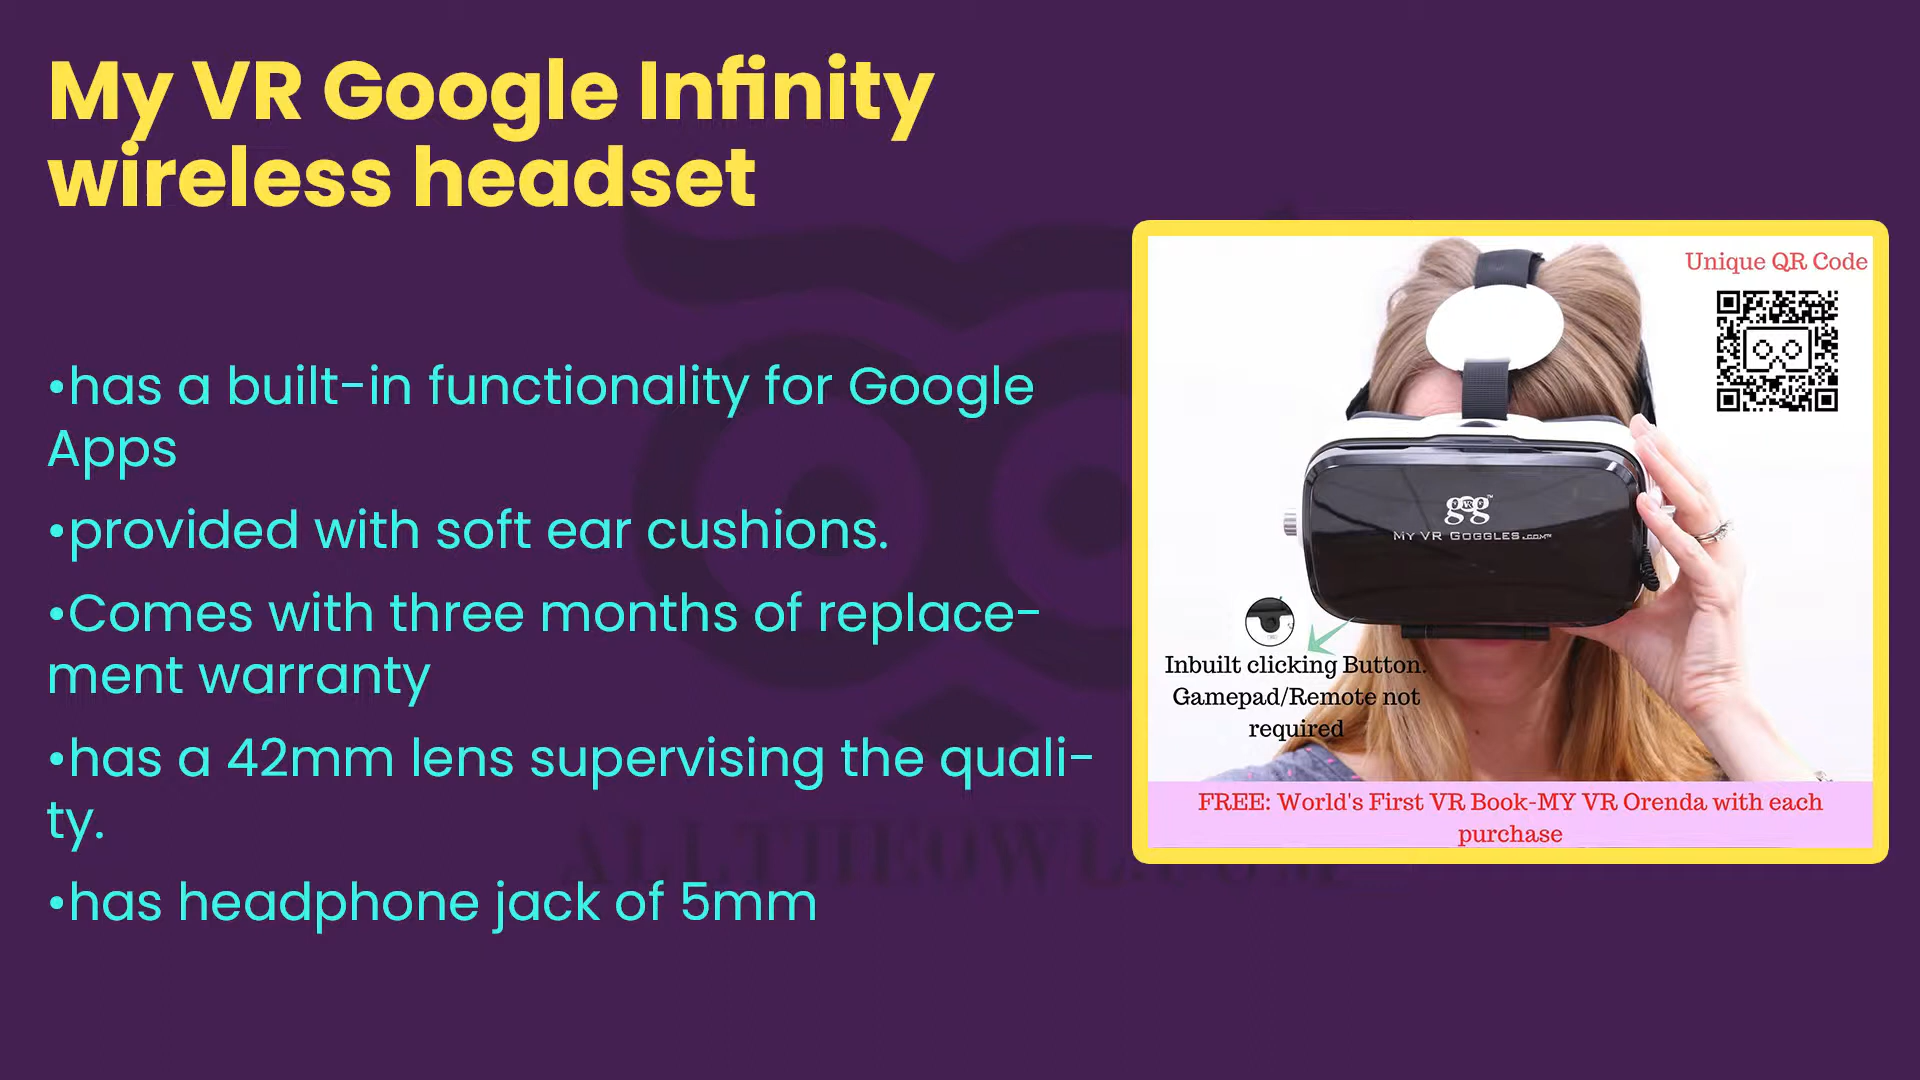 My VR Google Infinity
wireless headset
•has a built-in functionality for Google
Apps
•provided with soft ear cushions.
•Comes with three months of replace-
ment warranty
•has a 42mm lens supervising the quali-
ty.
•has headphone jack of 5mm
Unique QR Code
MY VR GOGGLES.COM™
Inbuilt clicking Button.
Gamepad/Remote not
required
FREE: World's First VR Book-MY VR Orenda with each
purchase
ALLTHEOWL.COM